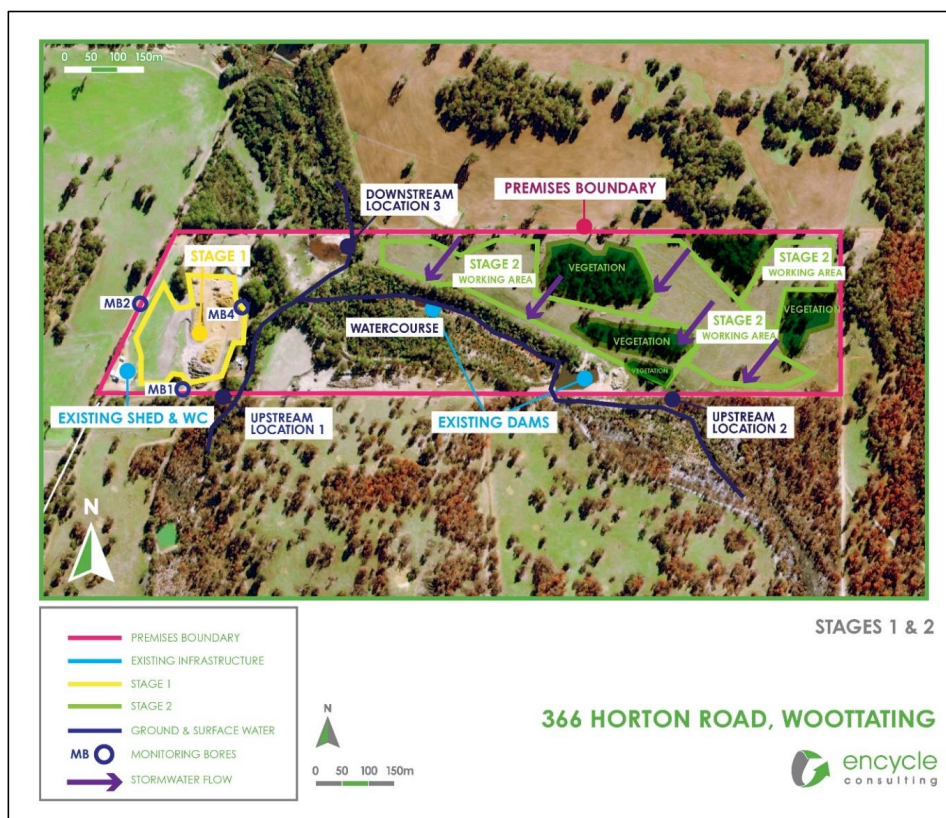 0 50 100 150m
DOWNSTREAM
LOCATION 3
PREMISES BOUNDARY
STAGE 1
STAGE 2
WORKING AREA
VEGETATION
STAGE 2
WORKING AREA
MB2
MB4
VEGETATION
WATERCOURSE
STAGE 2
WORKING AREA
VEGETATION
VEGETATION
MB1
EXISTING SHED & WC
UPSTREAM
LOCATION 1
EXISTING DAMS
UPSTREAM
LOCATION 2
N
STAGES 1 & 2
PREMISES BOUNDARY
EXISTING INFRASTRUCTURE
STAGE 1
STAGE 2
GROUND & SURFACE WATER
MB MONITORING BORES
STORMWATER FLOW
N
0 50 100 150m
366 HORTON ROAD, WOOTTATING
encycle
consulting